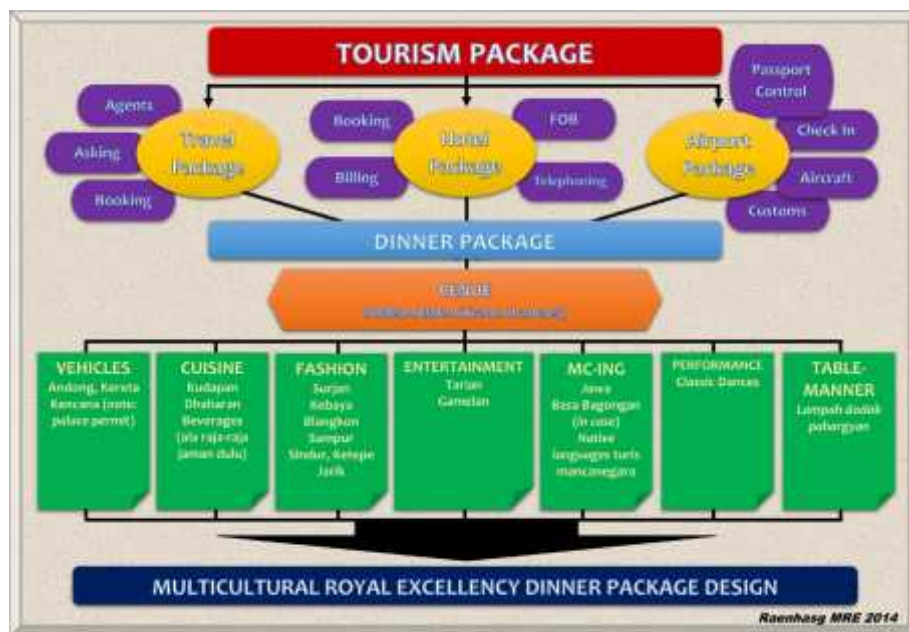 TOURISM PACKAGE
Agents
Asking
Booking
Travel
Package
Booking
Billing
Hotel
Package
FOB
Telephoning
Airport
Package
Passport
Control
Check In
Aircraft
Customs
DINNER PACKAGE
VEHICLES
Andong, Kereta
Kencana (note:
palace permit)
CUISINE
Kudapan
Dhaharan
Beverages
(ala raja-raja
jaman dulu)
FASHION
Surjan
Kebaya
Blangkon
Sampur
Sindur, Ketepe
Jarik
ENTERTAINMENT
Tarian
Gamelan
MC-ING
Jawa
Basa Bagongan
(in case)
Native
languages turis
mancanegara
PERFORMANCE
Classic Dances
TABLE-
MANNER
Lampah dodok
pahargyan
MULTICULTURAL ROYAL EXCELLENCY DINNER PACKAGE DESIGN
Raenhasg MRE 2014